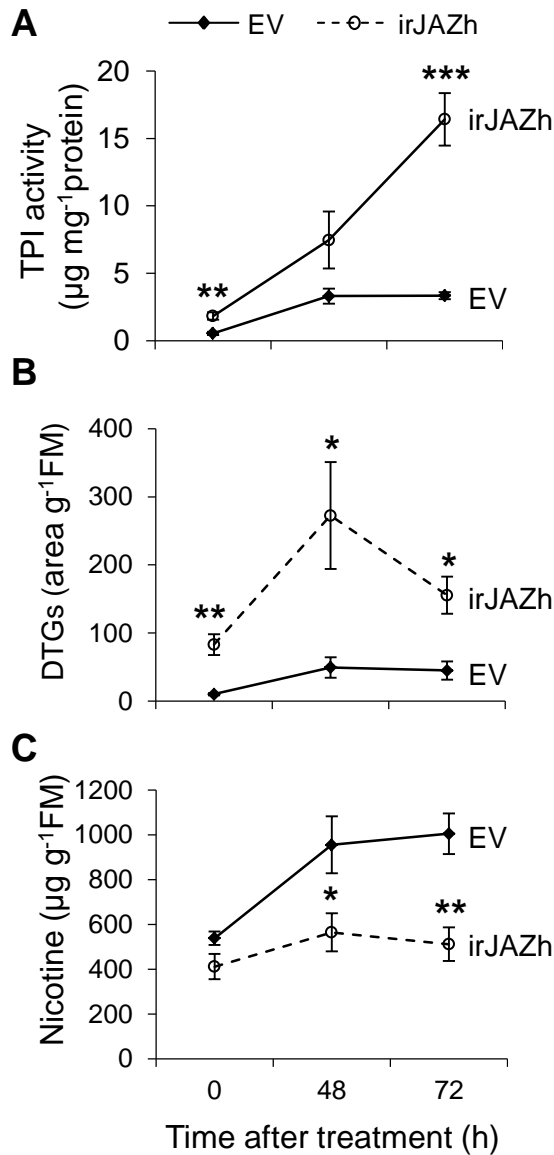 A
EV irJAZh
TPI activity
(µg mg⁻¹protein)
20
15
10
5
0
**
***
irJAZh
EV
B
DTGs (area g⁻¹FM)
400
300
200
100
0
**
*
*
irJAZh
EV
C
Nicotine (µg g⁻¹FM)
1200
1000
800
600
400
200
0
EV
*
**
irJAZh
0 48 72
Time after treatment (h)